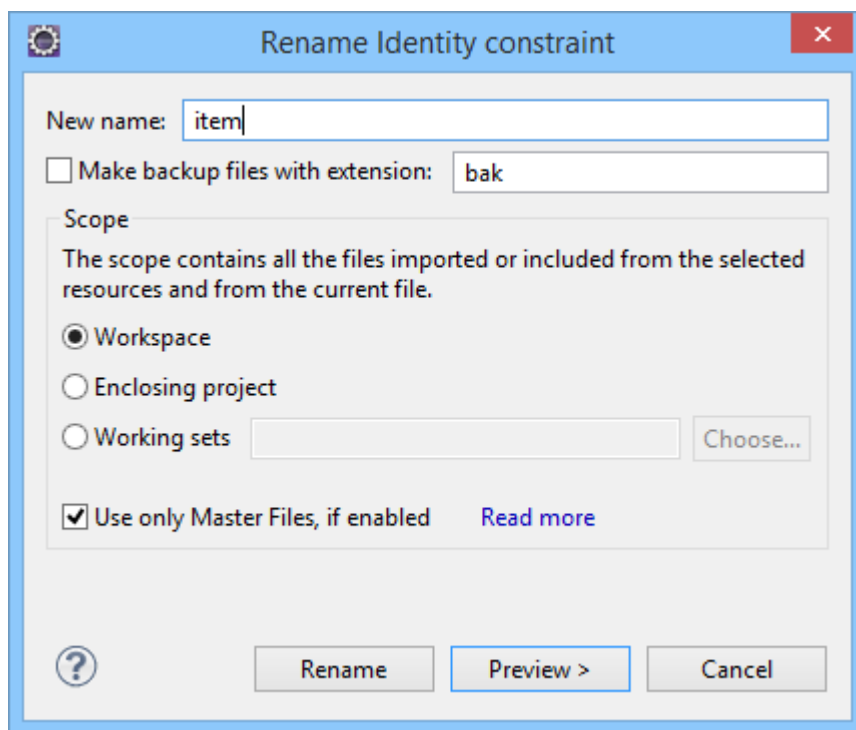 Rename Identity constraint
New name: item
Make backup files with extension: bak
Scope
The scope contains all the files imported or included from the selected
resources and from the current file.
Workspace
Enclosing project
Working sets Choose...
Use only Master Files, if enabled Read more
? Rename Preview > Cancel